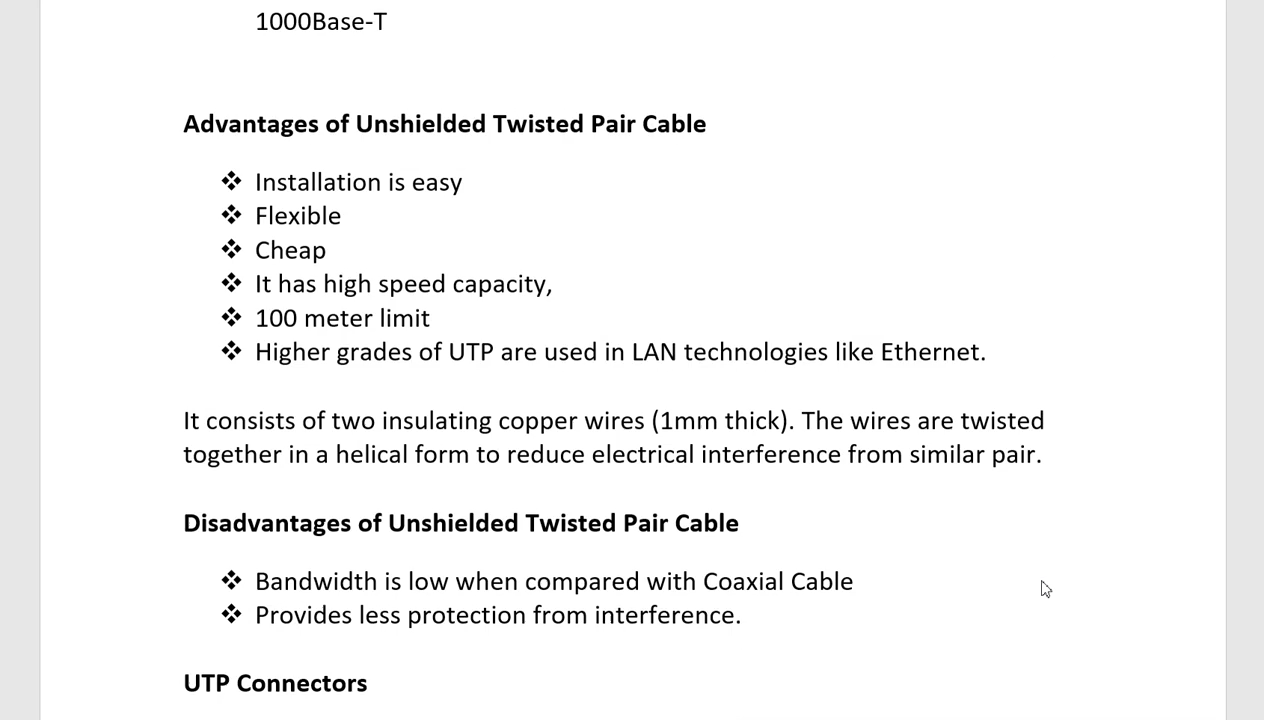 1000Base-T
Advantages of Unshielded Twisted Pair Cable
❖ Installation is easy
❖ Flexible
❖ Cheap
❖ It has high speed capacity,
❖ 100 meter limit
❖ Higher grades of UTP are used in LAN technologies like Ethernet.
It consists of two insulating copper wires (1mm thick). The wires are twisted
together in a helical form to reduce electrical interference from similar pair.
Disadvantages of Unshielded Twisted Pair Cable
❖ Bandwidth is low when compared with Coaxial Cable
❖ Provides less protection from interference.
UTP Connectors